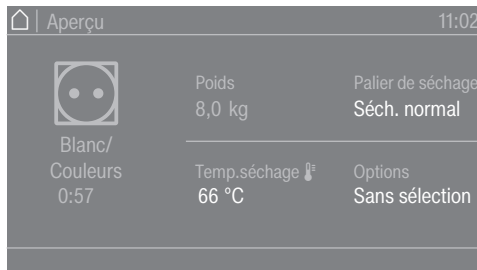 Aperçu 11:02
Poids
8,0 kg
Palier de séchage
Séch. normal
Blanc/
Couleurs
0:57
Temp.séchage
66 °C
Options
Sans sélection